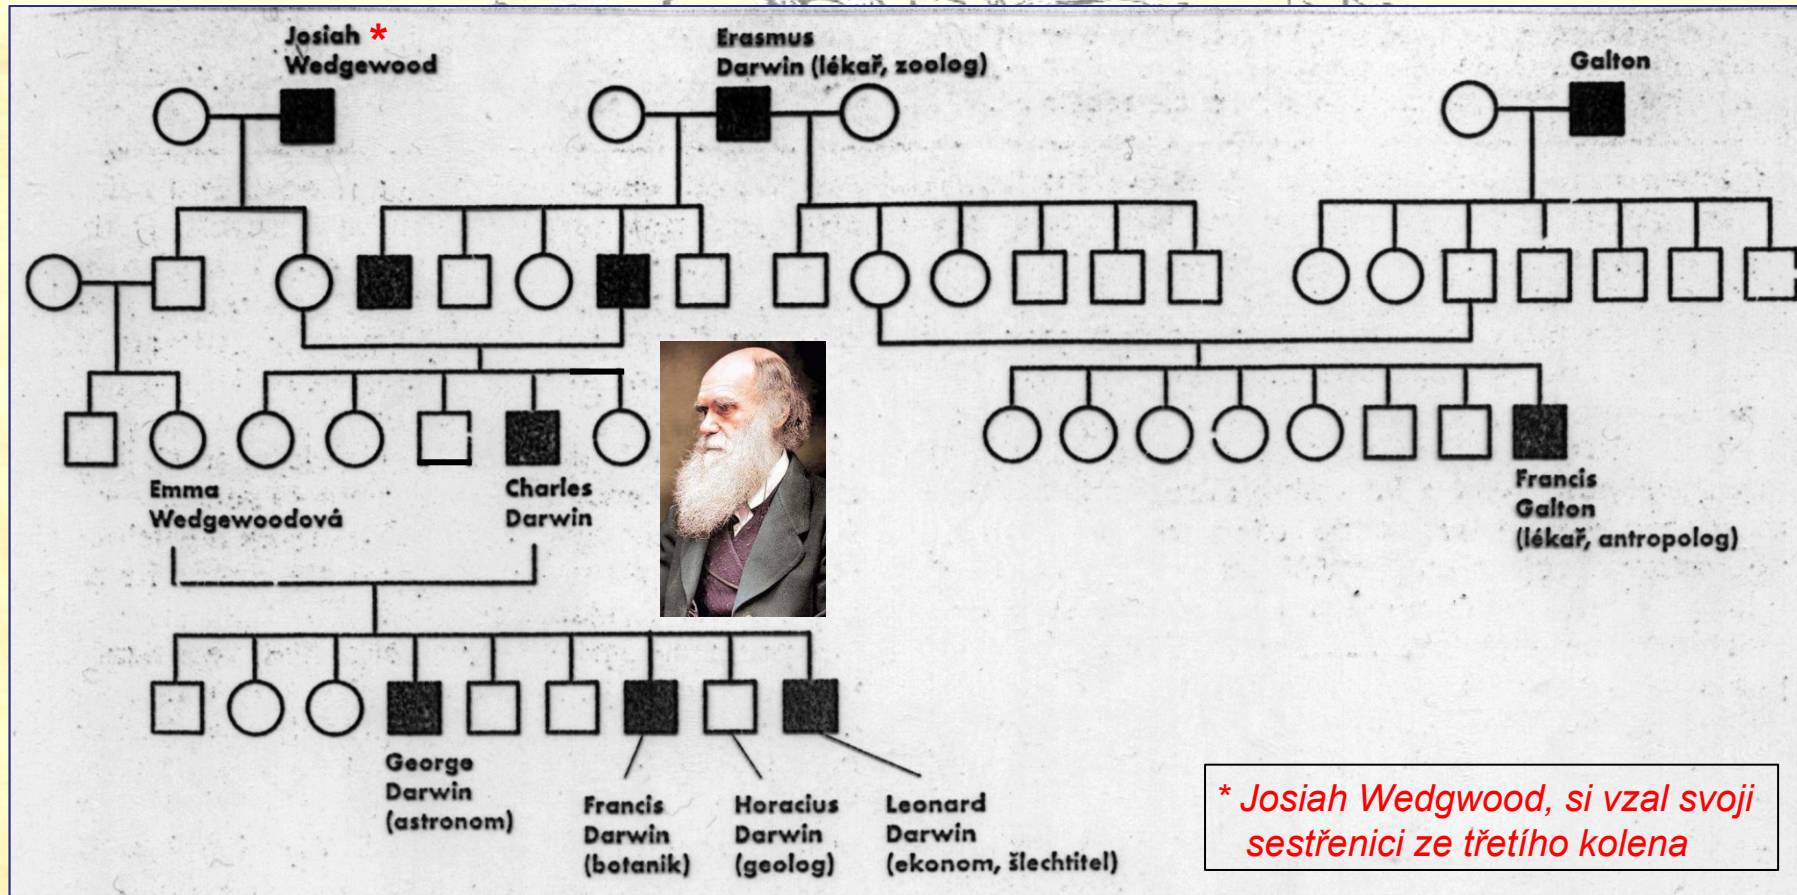 Josiah *
Wedgewood
Erasmus
Darwin (lékař, zoolog)
Galton
Emma
Wedgewoodová
Charles
Darwin
Francis
Galton
(lékař, antropolog)
George
Darwin
(astronom)
Francis
Darwin
(botanik)
Horacius
Darwin
(geolog)
Leonard
Darwin
(ekonom, šlechtitel)
* Josiah Wedgwood, si vzal svoji
sestřenici ze třetího kolena